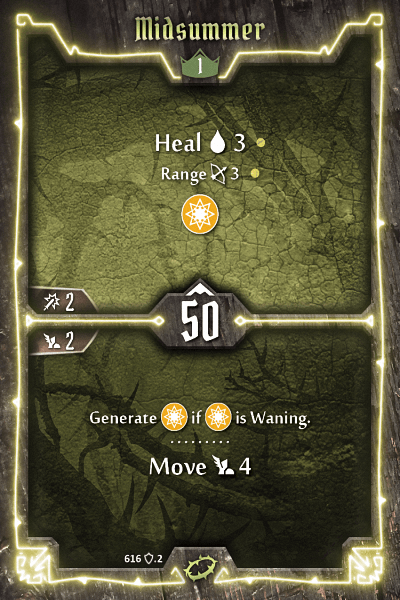 Midsummer
1
Heal 3
Range 3
2
50
2
Generate if is Waning.
Move 4
616 .2